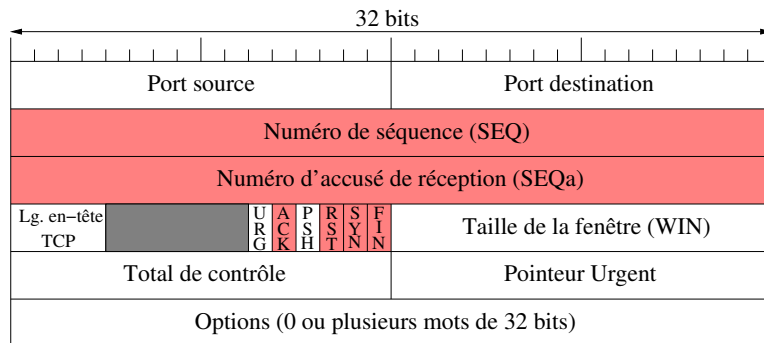 32 bits
Port source
Port destination
Numéro de séquence (SEQ)
Numéro d'accusé de réception (SEQa)
Lg. en−tête
TCP
URG
ACK
PSH
RST
SYN
FIN
Taille de la fenêtre (WIN)
Total de contrôle
Pointeur Urgent
Options (0 ou plusieurs mots de 32 bits)